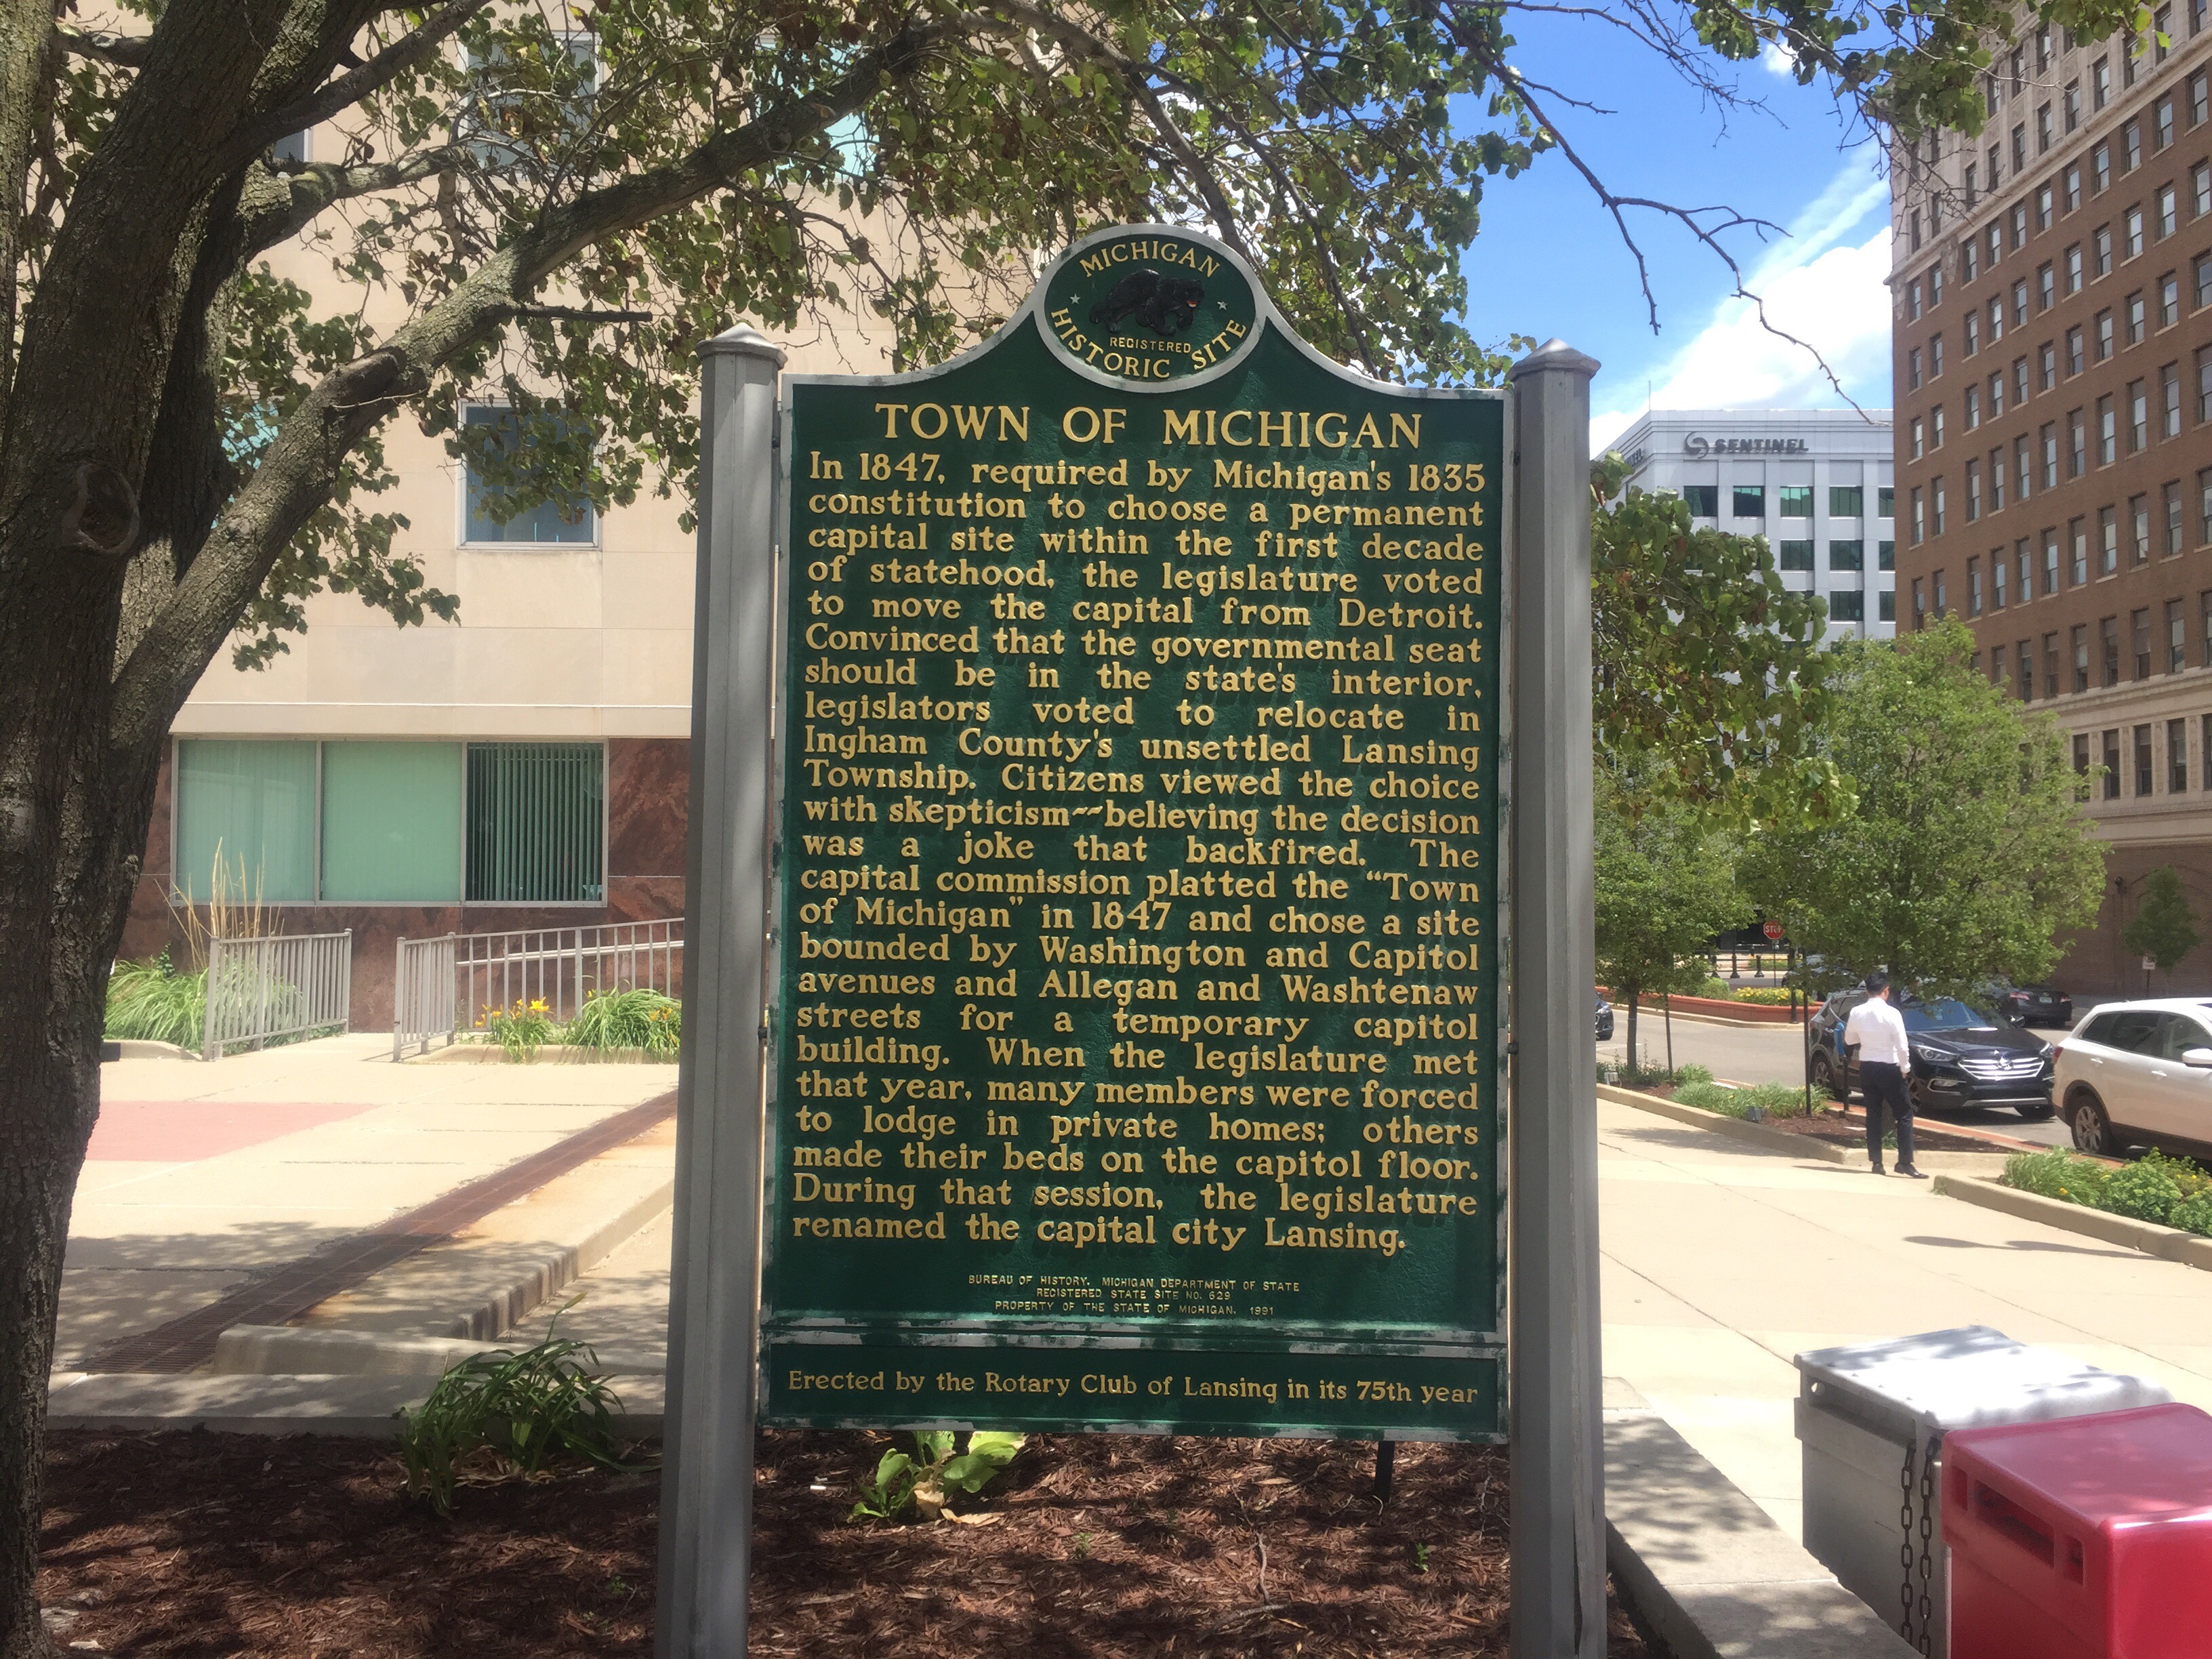 MICHIGAN
REGISTERED
HISTORIC SITE
TOWN OF MICHIGAN
In 1847, required by Michigan's 1835
constitution to choose a permanent
capital site within the first decade
of statehood, the legislature voted
to move the capital from Detroit.
Convinced that the governmental seat
should be in the state's interior,
legislators voted to relocate in
Ingham County's unsettled Lansing
Township. Citizens viewed the choice
with skepticism--believing the decision
was a joke that backfired. The
capital commission platted the “Town
of Michigan” in 1847 and chose a site
bounded by Washington and Capitol
avenues and Allegan and Washtenaw
streets for a temporary capitol
building. When the legislature met
that year, many members were forced
to lodge in private homes; others
made their beds on the capitol floor.
During that session, the legislature
renamed the capital city Lansing.
BUREAU OF HISTORY, MICHIGAN DEPARTMENT OF STATE
REGISTERED STATE SITE NO. 629
PROPERTY OF THE STATE OF MICHIGAN, 1991
Erected by the Rotary Club of Lansing in its 75th year
SENTINEL
STOP